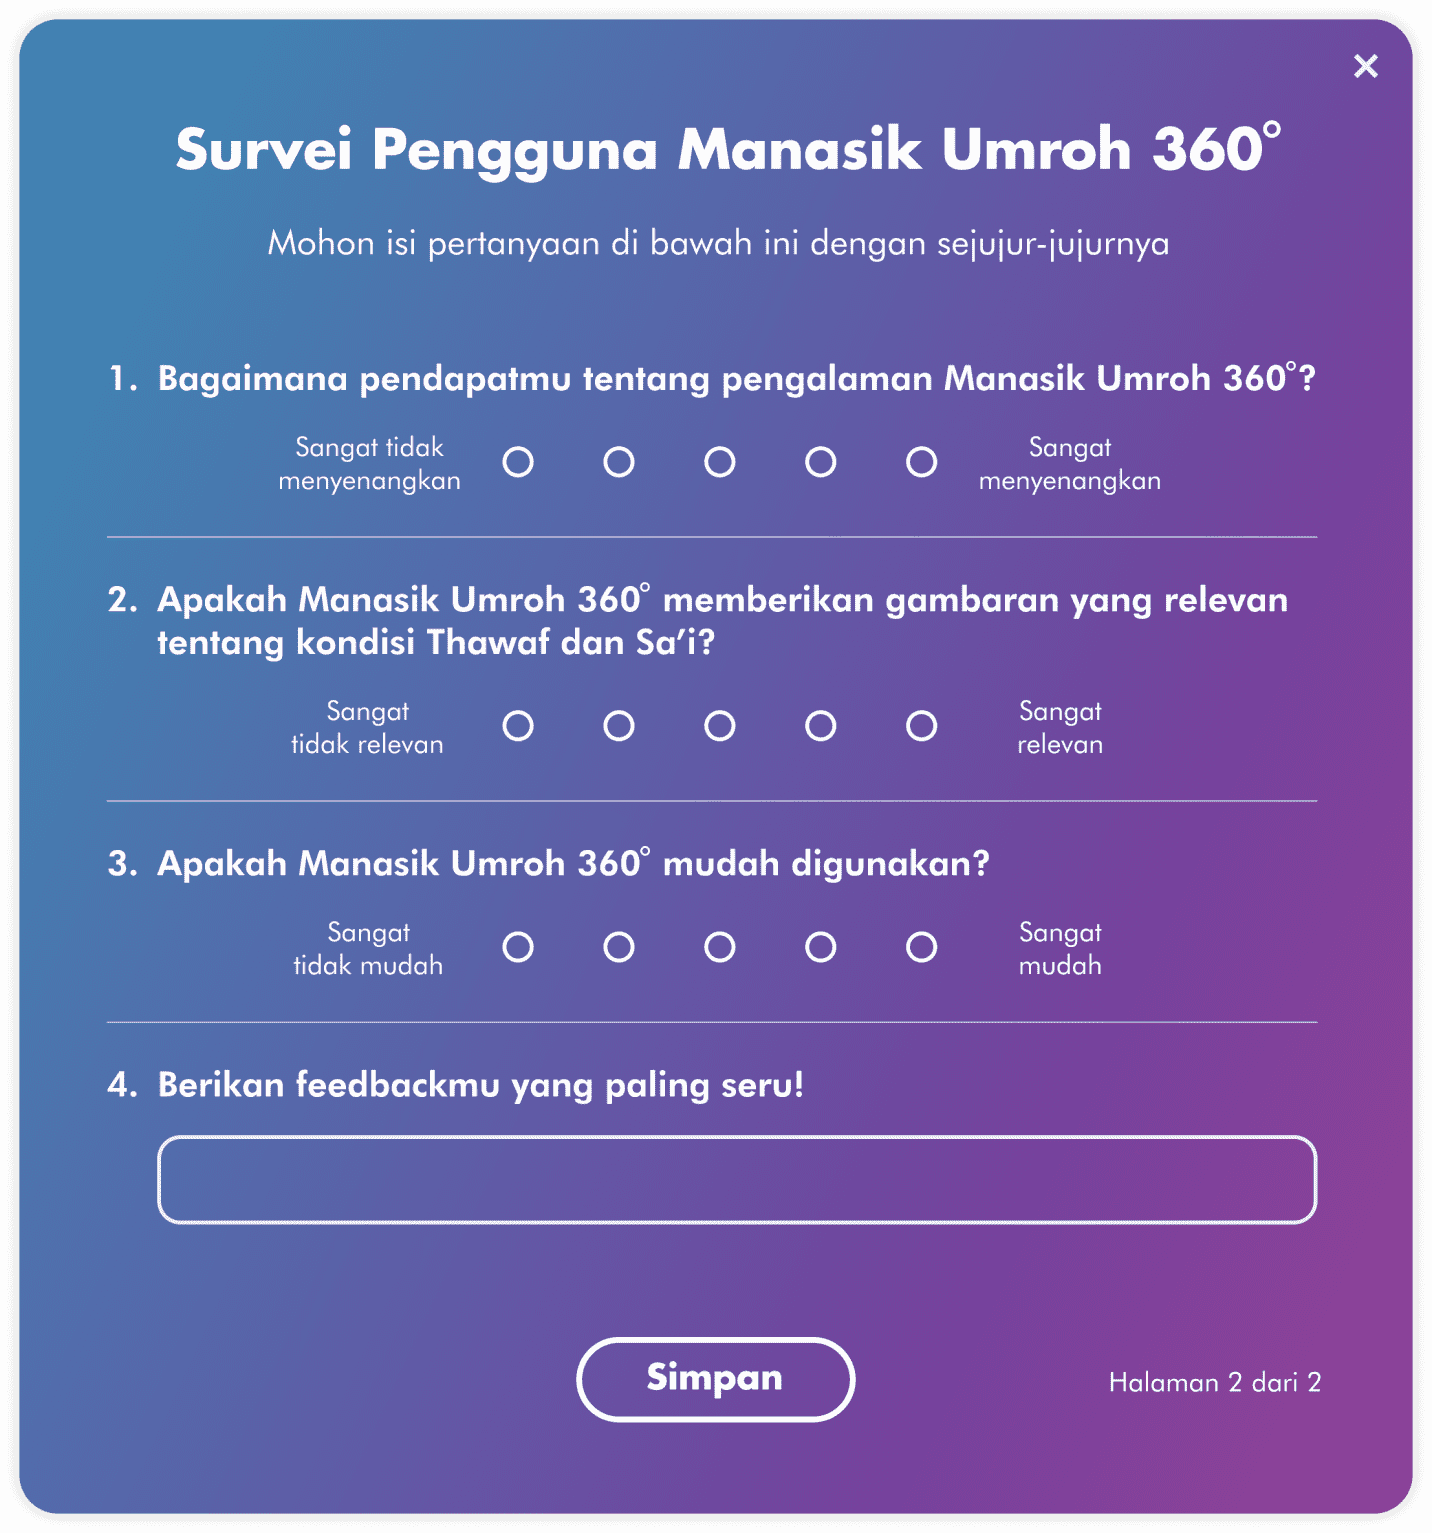 Survei Pengguna Manasik Umroh 360°
Mohon isi pertanyaan di bawah ini dengan sejujur-jujurnya
1. Bagaimana pendapatmu tentang pengalaman Manasik Umroh 360°?
Sangat tidak
menyenangkan
Sangat
menyenangkan
2. Apakah Manasik Umroh 360° memberikan gambaran yang relevan
tentang kondisi Thawaf dan Sa’i?
Sangat
tidak relevan
Sangat
relevan
3. Apakah Manasik Umroh 360° mudah digunakan?
Sangat
tidak mudah
Sangat
mudah
4. Berikan feedbackmu yang paling seru!
Simpan
Halaman 2 dari 2